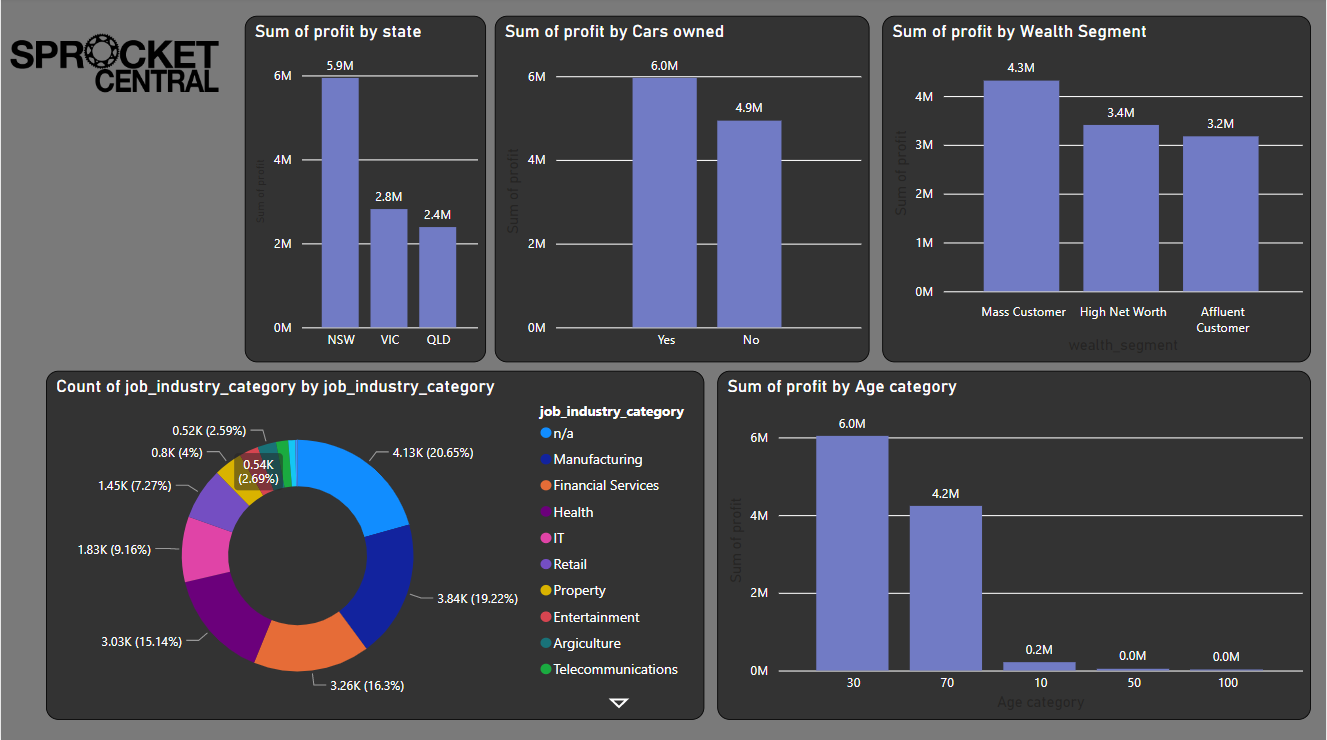 SPROCKET
CENTRAL
Sum of profit by state
Sum of profit
6M
4M
2M
0M
5.9M
2.8M
2.4M
NSW
VIC
QLD
Sum of profit by Cars owned
Sum of profit
6M
4M
2M
0M
6.0M
4.9M
Yes
No
Sum of profit by Wealth Segment
Sum of profit
4M
3M
2M
1M
0M
4.3M
3.4M
3.2M
Mass Customer
High Net Worth
Affluent
Customer
wealth_segment
Count of job_industry_category by job_industry_category
0.52K (2.59%)
0.8K (4%)
0.54K
(2.69%)
1.45K (7.27%)
1.83K (9.16%)
3.03K (15.14%)
3.26K (16.3%)
3.84K (19.22%)
4.13K (20.65%)
job_industry_category
n/a
Manufacturing
Financial Services
Health
IT
Retail
Property
Entertainment
Argiculture
Telecommunications
Sum of profit by Age category
Sum of profit
6M
4M
2M
0M
6.0M
4.2M
0.2M
0.0M
0.0M
30
70
10
50
100
Age category